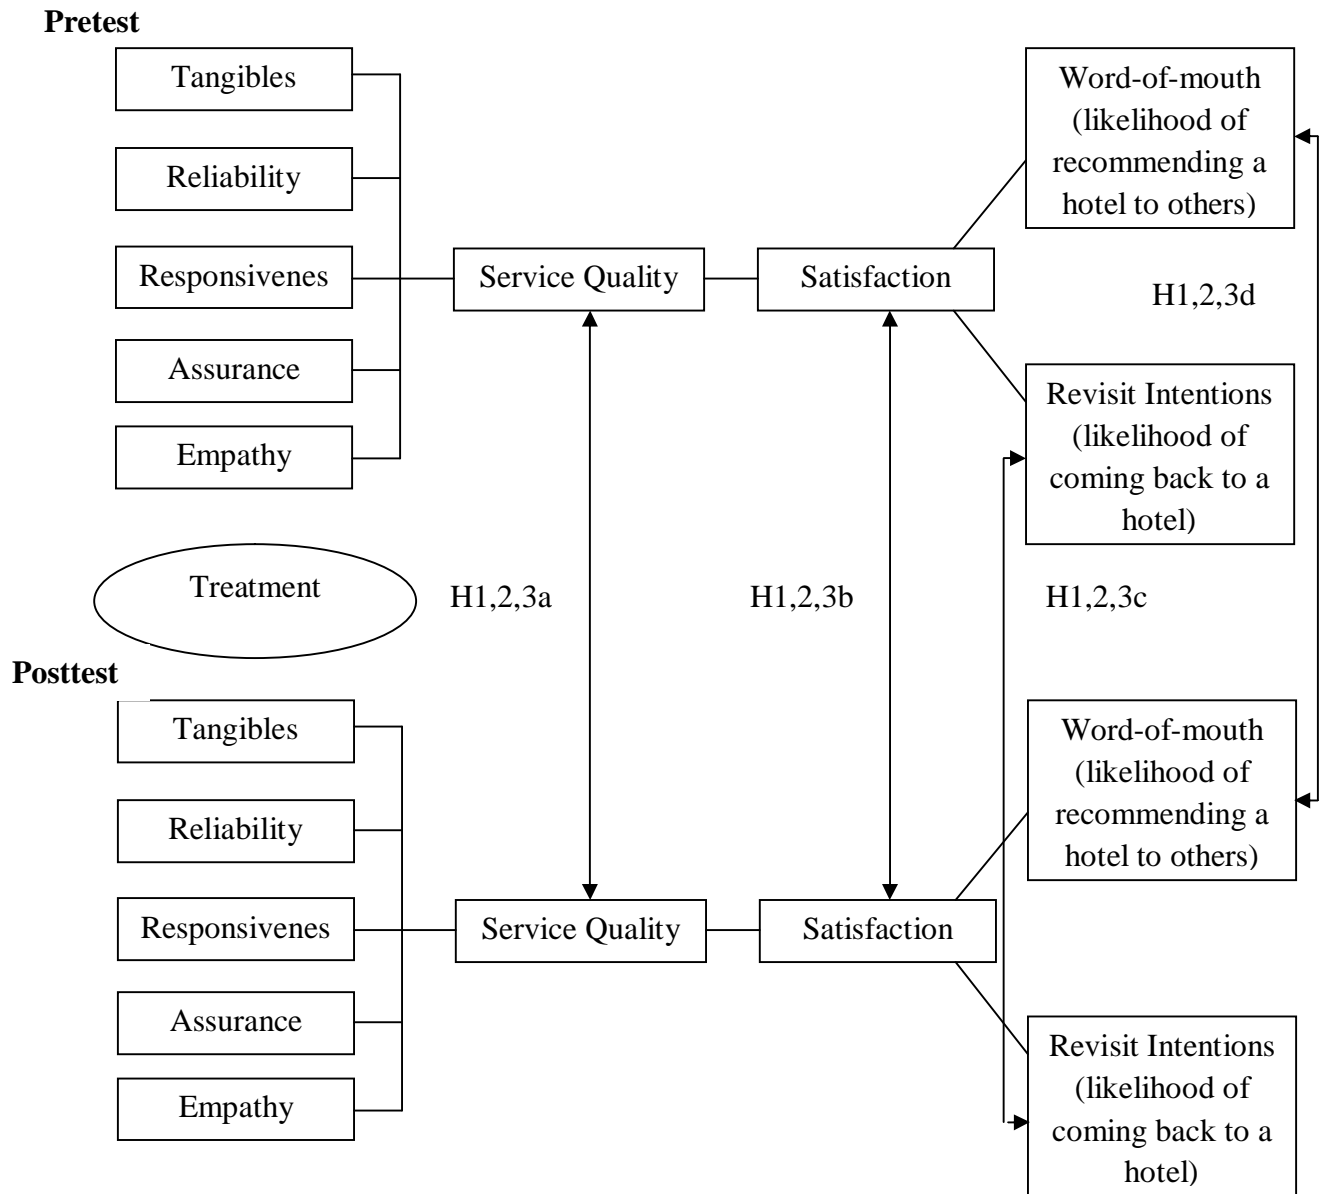 Pretest
Tangibles
Reliability
Responsivenes
Assurance
Empathy
Service Quality
Satisfaction
Word-of-mouth
(likelihood of
recommending a
hotel to others)
H1,2,3d
Revisit Intentions
(likelihood of
coming back to a
hotel)
Treatment
H1,2,3a
H1,2,3b
H1,2,3c
Posttest
Tangibles
Reliability
Responsivenes
Assurance
Empathy
Service Quality
Satisfaction
Word-of-mouth
(likelihood of
recommending a
hotel to others)
Revisit Intentions
(likelihood of
coming back to a
hotel)